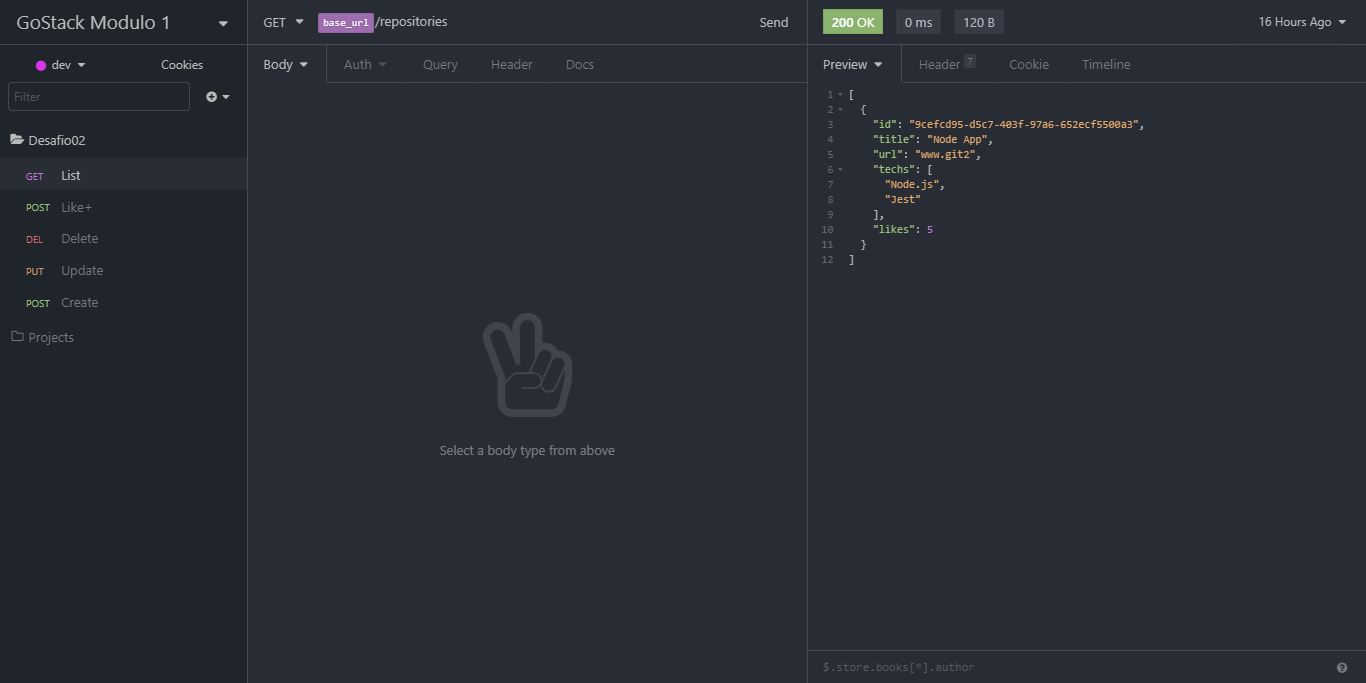 GoStack Modulo 1
dev
Cookies
Filter
Desafio02
GET List
POST Like+
DEL Delete
PUT Update
POST Create
Projects
GET base_url/repositories Send
Body Auth Query Header Docs
Select a body type from above
200 OK 0 ms 120 B 16 Hours Ago
Preview Header 7 Cookie Timeline
1 [
2 {
3 "id": "9cefcd95-d5c7-403f-97a6-652ecf5500a3",
4 "title": "Node App",
5 "url": "www.git2",
6 "techs": [
7 "Node.js",
8 "Jest"
9 ],
10 "likes": 5
11 }
12 ]
$.store.books[*].author